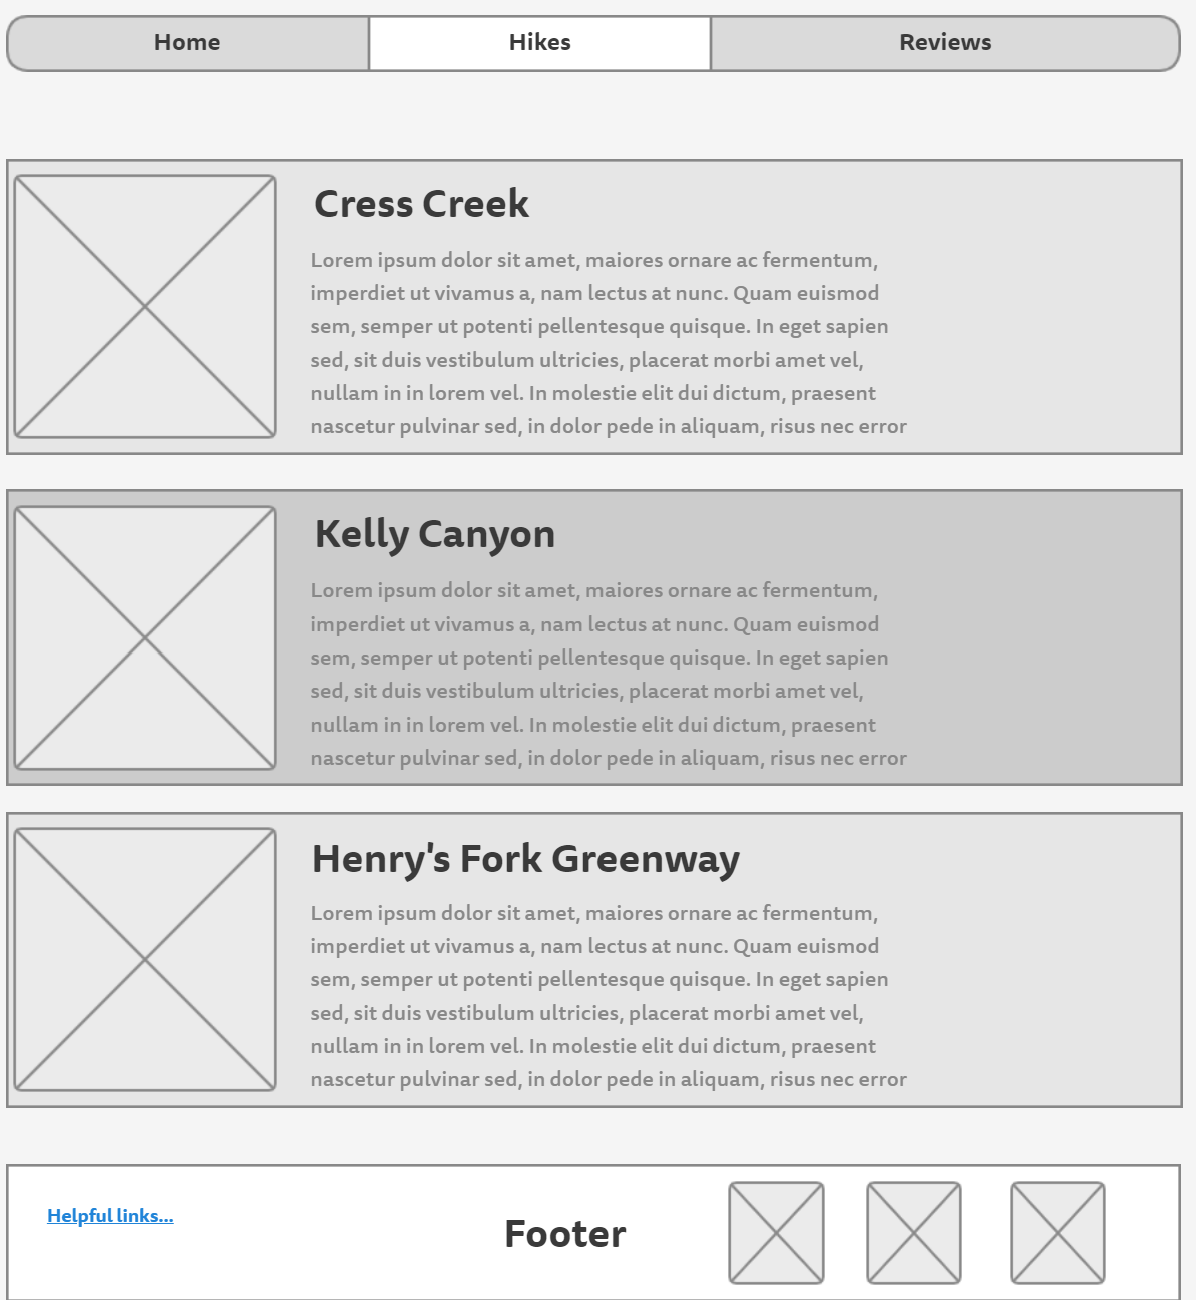 Home
Hikes
Reviews
Cress Creek
Lorem ipsum dolor sit amet, maiores ornare ac fermentum,
imperdiet ut vivamus a, nam lectus at nunc. Quam euismod
sem, semper ut potenti pellentesque quisque. In eget sapien
sed, sit duis vestibulum ultricies, placerat morbi amet vel,
nullam in in lorem vel. In molestie elit dui dictum, praesent
nascetur pulvinar sed, in dolor pede in aliquam, risus nec error
Kelly Canyon
Lorem ipsum dolor sit amet, maiores ornare ac fermentum,
imperdiet ut vivamus a, nam lectus at nunc. Quam euismod
sem, semper ut potenti pellentesque quisque. In eget sapien
sed, sit duis vestibulum ultricies, placerat morbi amet vel,
nullam in in lorem vel. In molestie elit dui dictum, praesent
nascetur pulvinar sed, in dolor pede in aliquam, risus nec error
Henry's Fork Greenway
Lorem ipsum dolor sit amet, maiores ornare ac fermentum,
imperdiet ut vivamus a, nam lectus at nunc. Quam euismod
sem, semper ut potenti pellentesque quisque. In eget sapien
sed, sit duis vestibulum ultricies, placerat morbi amet vel,
nullam in in lorem vel. In molestie elit dui dictum, praesent
nascetur pulvinar sed, in dolor pede in aliquam, risus nec error
Helpful links...
Footer